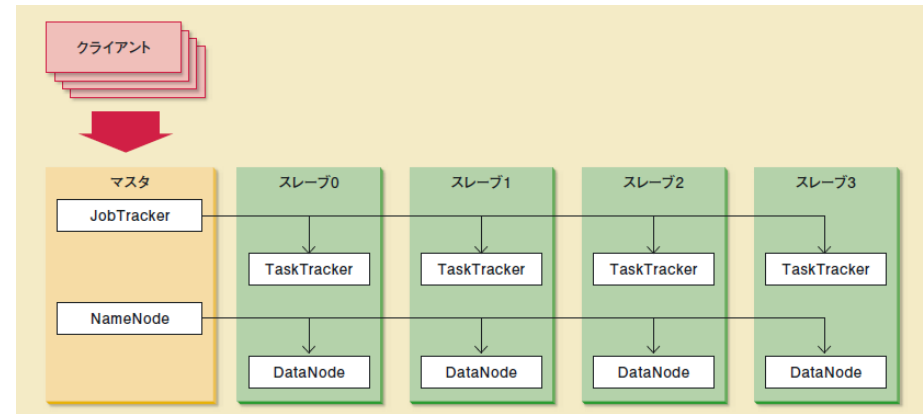 クライアント
マスタ
スレーブ0
スレーブ1
スレーブ2
スレーブ3
JobTracker
TaskTracker
TaskTracker
TaskTracker
TaskTracker
NameNode
DataNode
DataNode
DataNode
DataNode